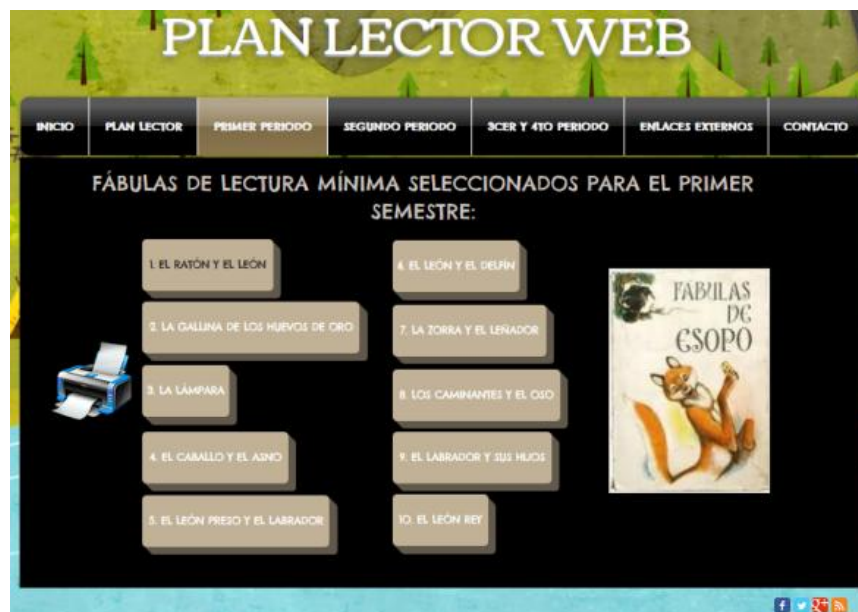 PLAN LECTOR WEB
INICIO
PLAN LECTOR
PRIMER PERIODO
SEGUNDO PERIODO
3CER Y 4TO PERIODO
ENLACES EXTERNOS
CONTACTO
FÁBULAS DE LECTURA MÍNIMA SELECCIONADOS PARA EL PRIMER
SEMESTRE:
1. EL RATÓN Y EL LEÓN
2. LA GALLINA DE LOS HUEVOS DE ORO
3. LA LÁMPARA
4. EL CABALLO Y EL ASNO
5. EL LEÓN PRESO Y EL LABRADOR
6. EL LEÓN Y EL DELFÍN
7. LA ZORRA Y EL LEÑADOR
8. LOS CAMINANTES Y EL OSO
9. EL LABRADOR Y SUS HIJOS
10. EL LEÓN REY
FABULAS
DE
ESOPO